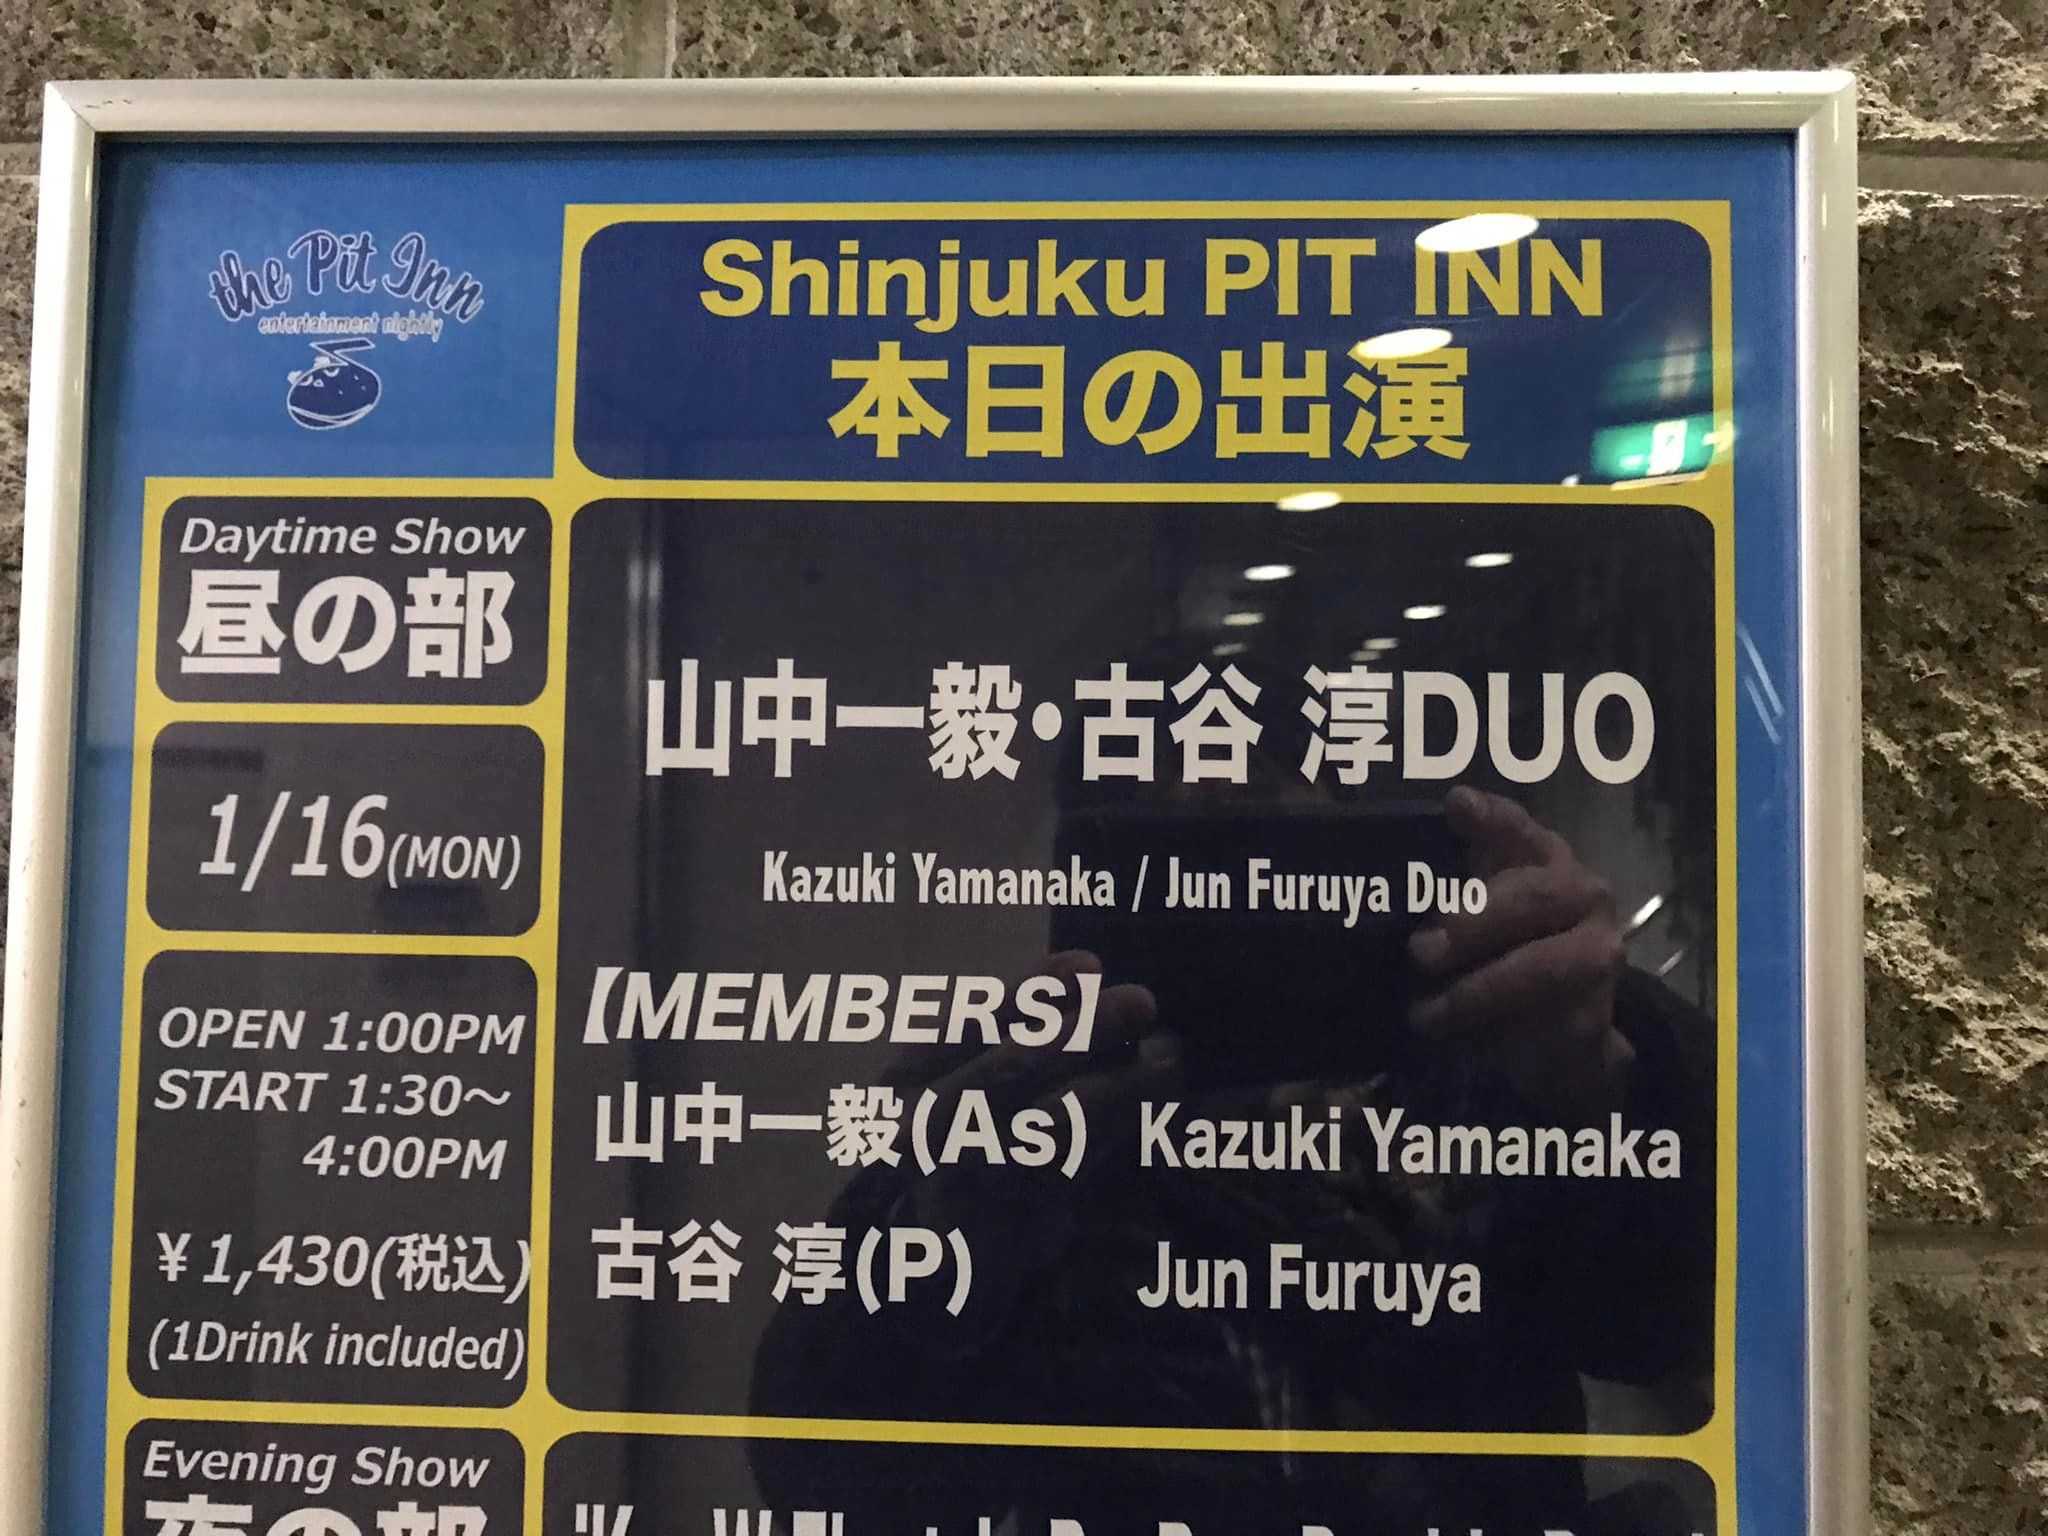 the Pit Inn
entertainment nightly
Shinjuku PIT INN
本日の出演
Daytime Show
昼の部
1/16(MON)
OPEN 1:00PM
START 1:30～
4:00PM
¥1,430(税込)
(1Drink included)
山中一毅・古谷 淳DUO
Kazuki Yamanaka / Jun Furuya Duo
【MEMBERS】
山中一毅(As) Kazuki Yamanaka
古谷 淳(P) Jun Furuya
Evening Show
夜の部